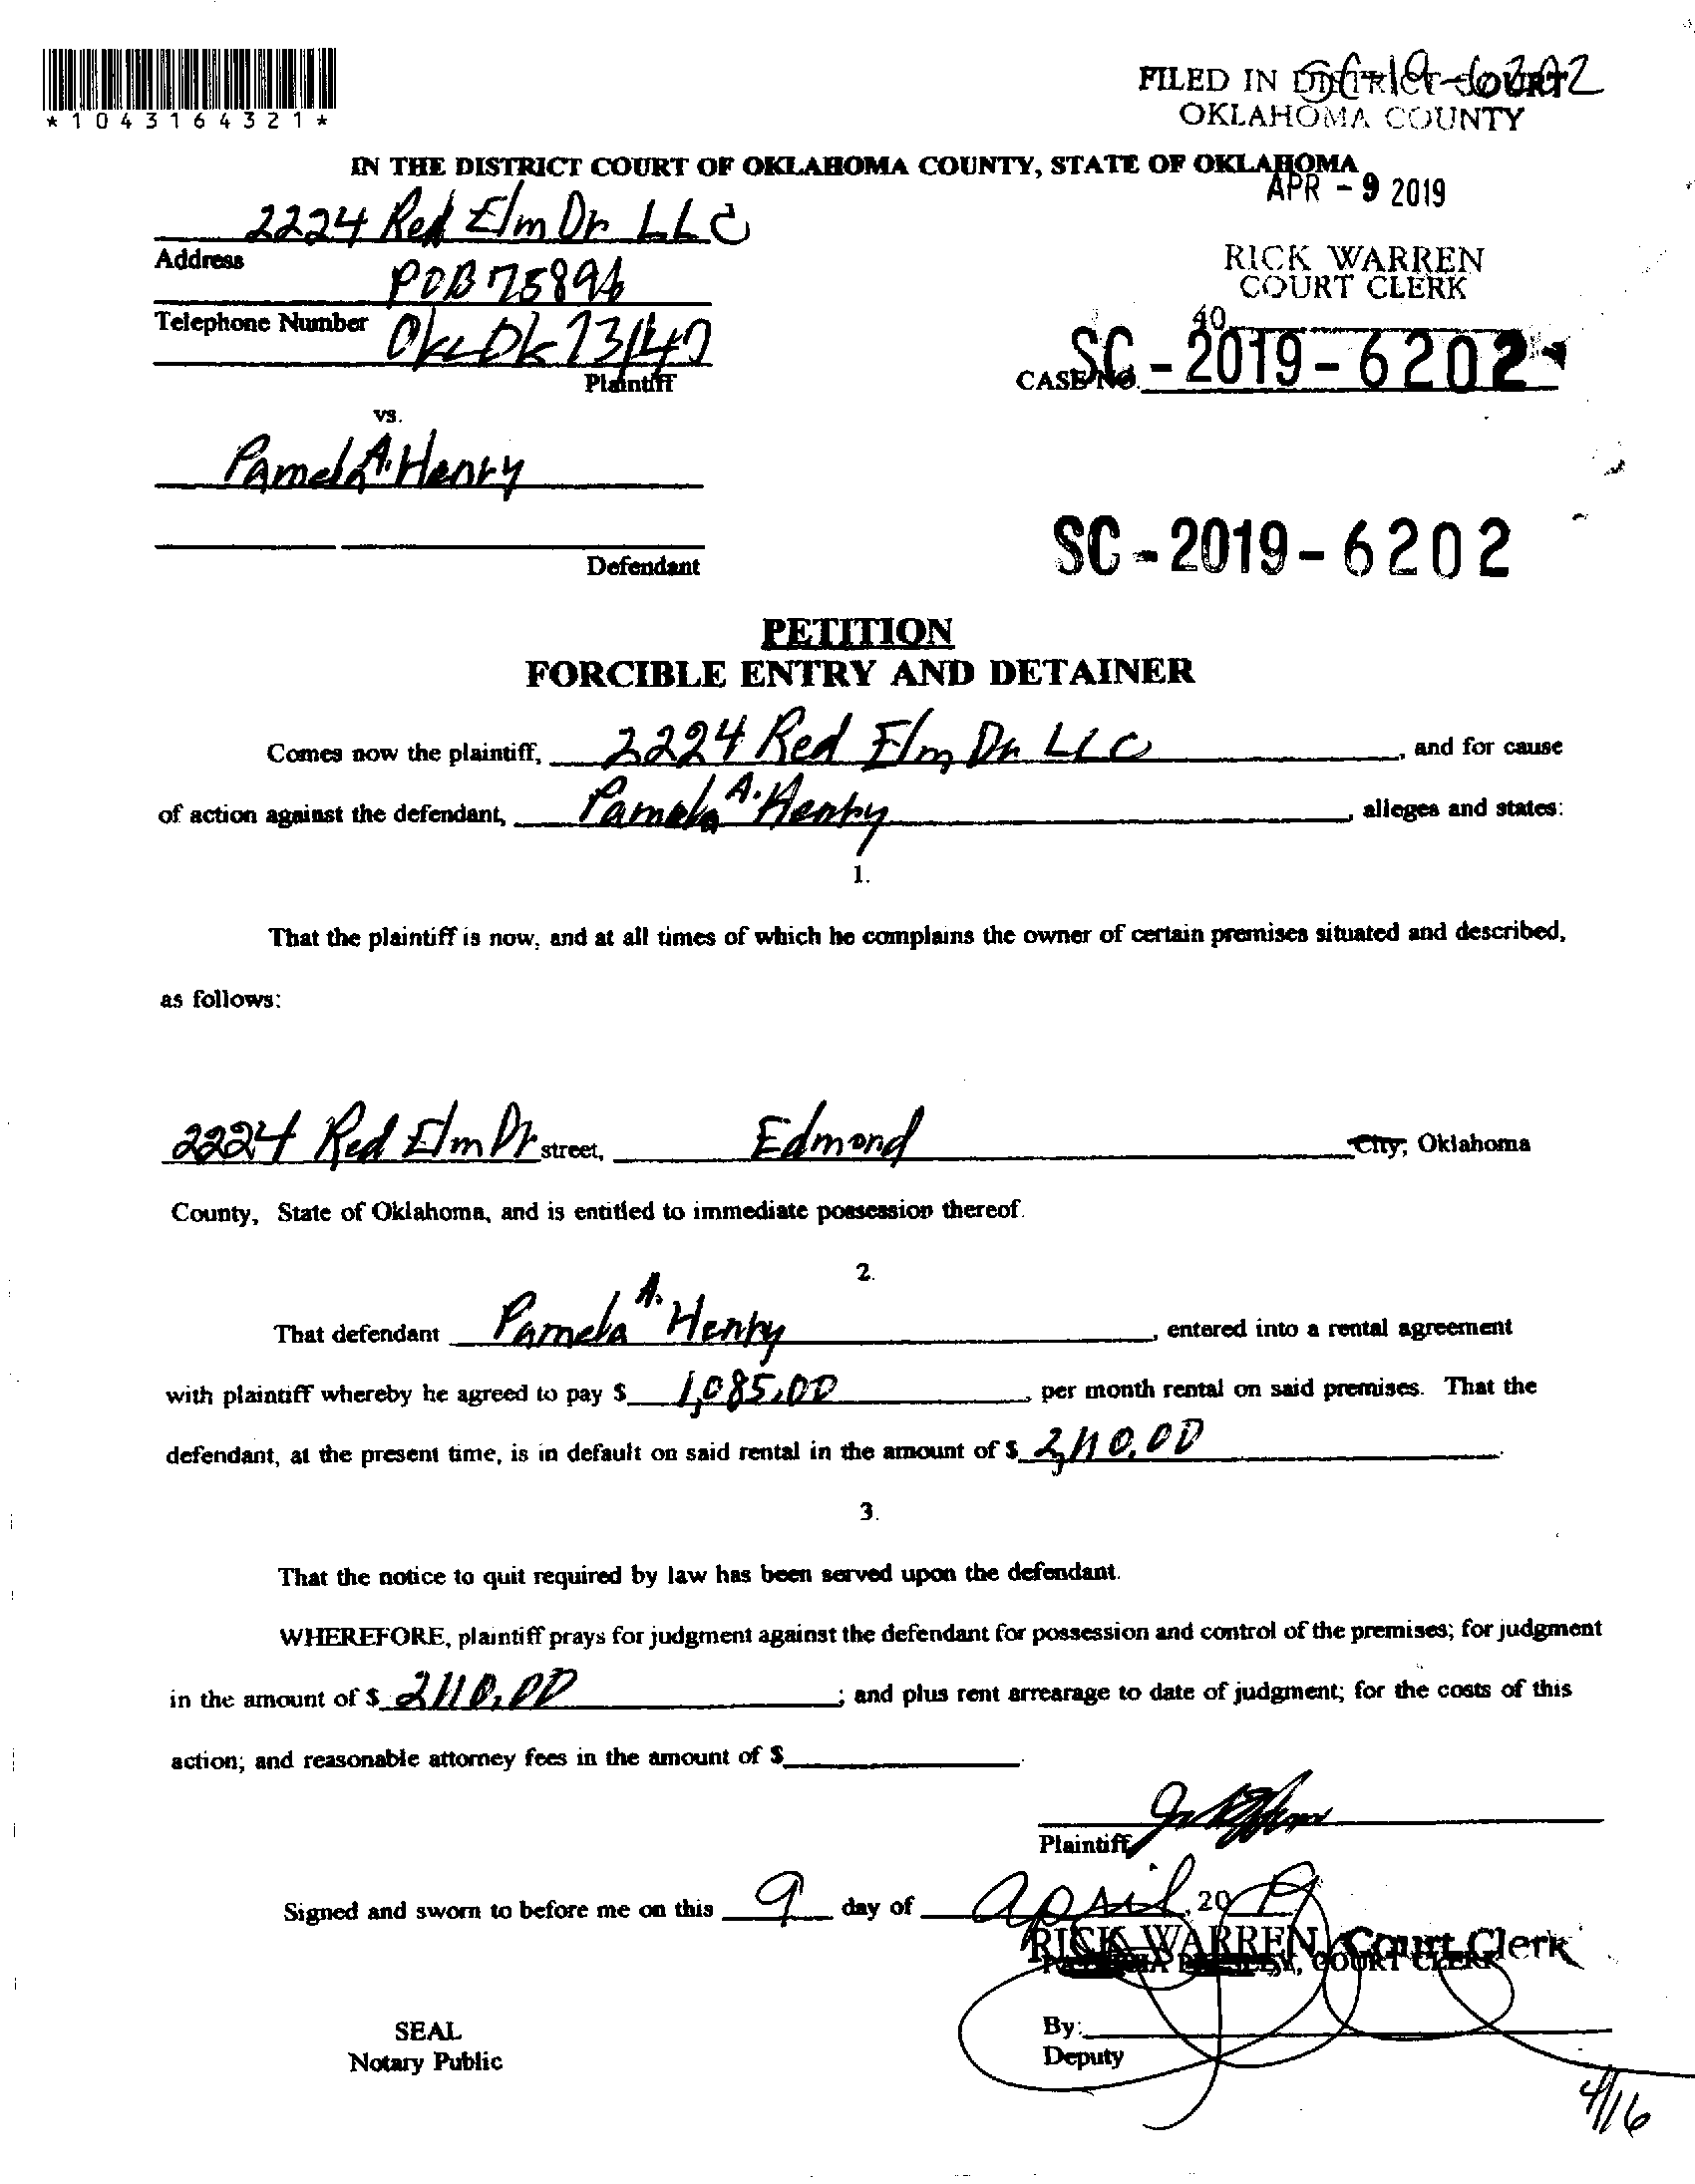 *1043164321*
FILED IN DISTRICT COURT
SC-19-6202
OKLAHOMA COUNTY
IN THE DISTRICT COURT OF OKLAHOMA COUNTY, STATE OF OKLAHOMA
APR - 9 2019
2224 Red Elm Dr LLC
Address
POB 75894
RICK WARREN
COURT CLERK
Telephone Number
40
OKC OK 73147
Plaintiff
CASE NO. SC - 2019 - 6202
vs.
Pamela A. Henry
Defendant
SC - 2019 - 6202
PETITION
FORCIBLE ENTRY AND DETAINER
Comes now the plaintiff, 2224 Red Elm Dr LLC, and for cause
of action against the defendant, Pamela A. Henry, alleges and states:
1.
That the plaintiff is now, and at all times of which he complains the owner of certain premises situated and described,
as follows:
2224 Red Elm Dr street, Edmond City, Oklahoma
County, State of Oklahoma, and is entitled to immediate possession thereof.
2.
That defendant Pamela A. Henry, entered into a rental agreement
with plaintiff whereby he agreed to pay $ 1,085.00, per month rental on said premises. That the
defendant, at the present time, is in default on said rental in the amount of $ 2,110.00.
3.
That the notice to quit required by law has been served upon the defendant.
WHEREFORE, plaintiff prays for judgment against the defendant for possession and control of the premises; for judgment
in the amount of $ 2110.00; and plus rent arrearage to date of judgment; for the costs of this
action; and reasonable attorney fees in the amount of $
Plaintiff
Signed and sworn to before me on this 9 day of April, 2019
RICK WARREN, Court Clerk
COURT CLERK
SEAL
Notary Public
By:
Deputy
4/16